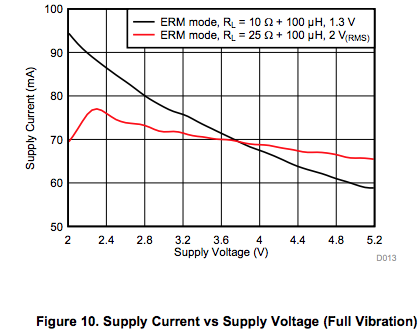 100
90
80
70
60
50
Supply Current (mA)
ERM mode, RL = 10 Ω + 100 μH, 1.3 V
ERM mode, RL = 25 Ω + 100 μH, 2 V(RMS)
2 2.4 2.8 3.2 3.6 4 4.4 4.8 5.2
Supply Voltage (V)
D013
Figure 10. Supply Current vs Supply Voltage (Full Vibration)